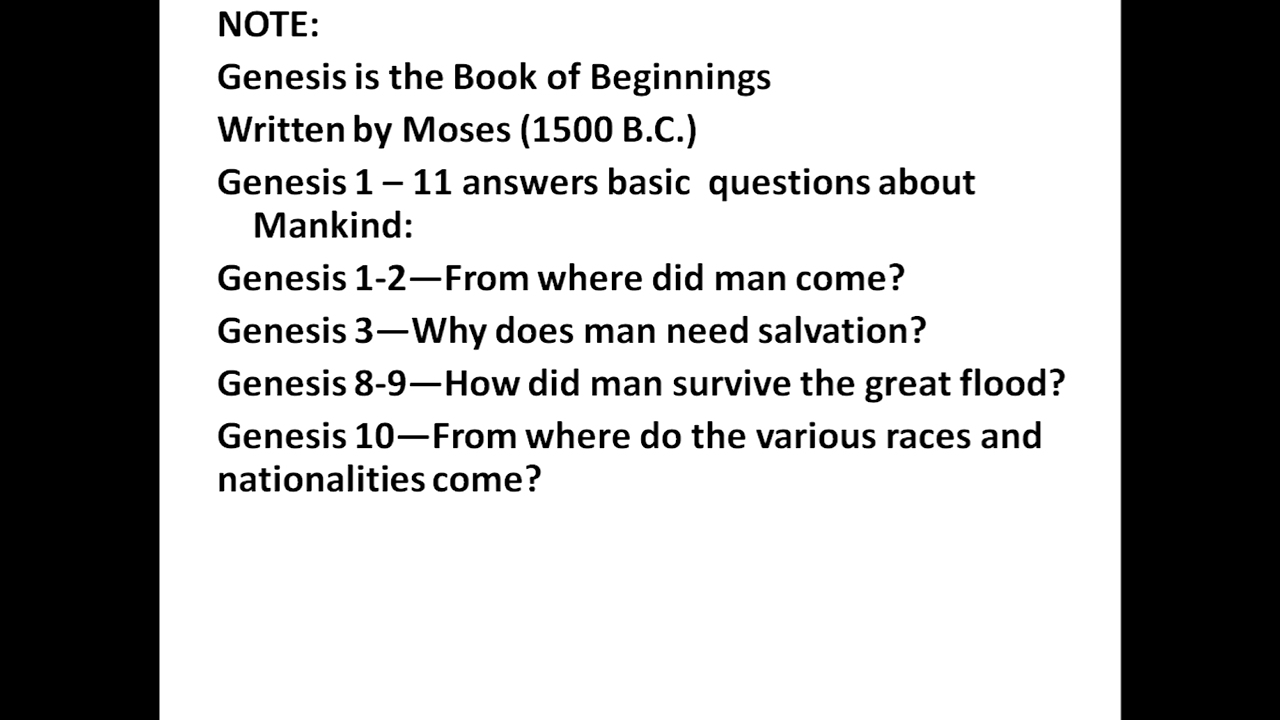 NOTE:
Genesis is the Book of Beginnings
Written by Moses (1500 B.C.)
Genesis 1 – 11 answers basic  questions about
Mankind:
Genesis 1-2—From where did man come?
Genesis 3—Why does man need salvation?
Genesis 8-9—How did man survive the great flood?
Genesis 10—From where do the various races and
nationalities come?